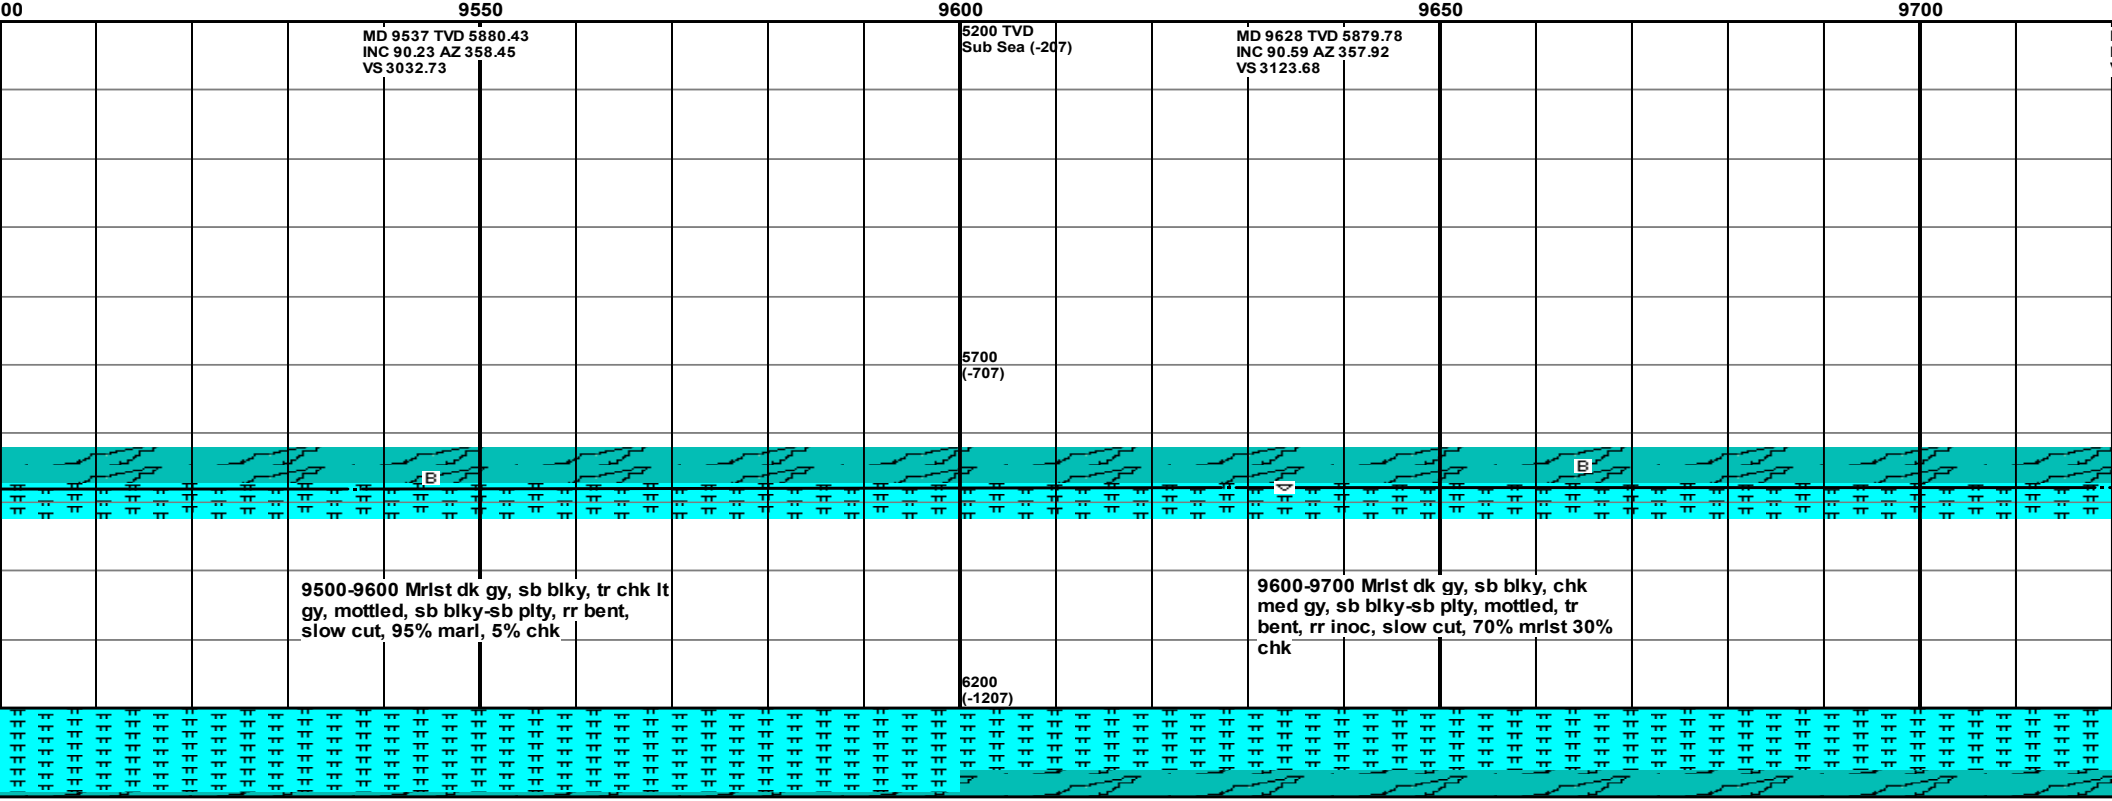 00 9550 9600 9650 9700
MD 9537 TVD 5880.43
INC 90.23 AZ 358.45
VS 3032.73
5200 TVD
Sub Sea (-207)
MD 9628 TVD 5879.78
INC 90.59 AZ 357.92
VS 3123.68
5700
(-707)
B
B
9500-9600 Mrlst dk gy, sb blky, tr chk lt
gy, mottled, sb blky-sb plty, rr bent,
slow cut, 95% marl, 5% chk
9600-9700 Mrlst dk gy, sb blky, chk
med gy, sb blky-sb plty, mottled, tr
bent, rr inoc, slow cut, 70% mrlst 30%
chk
6200
(-1207)